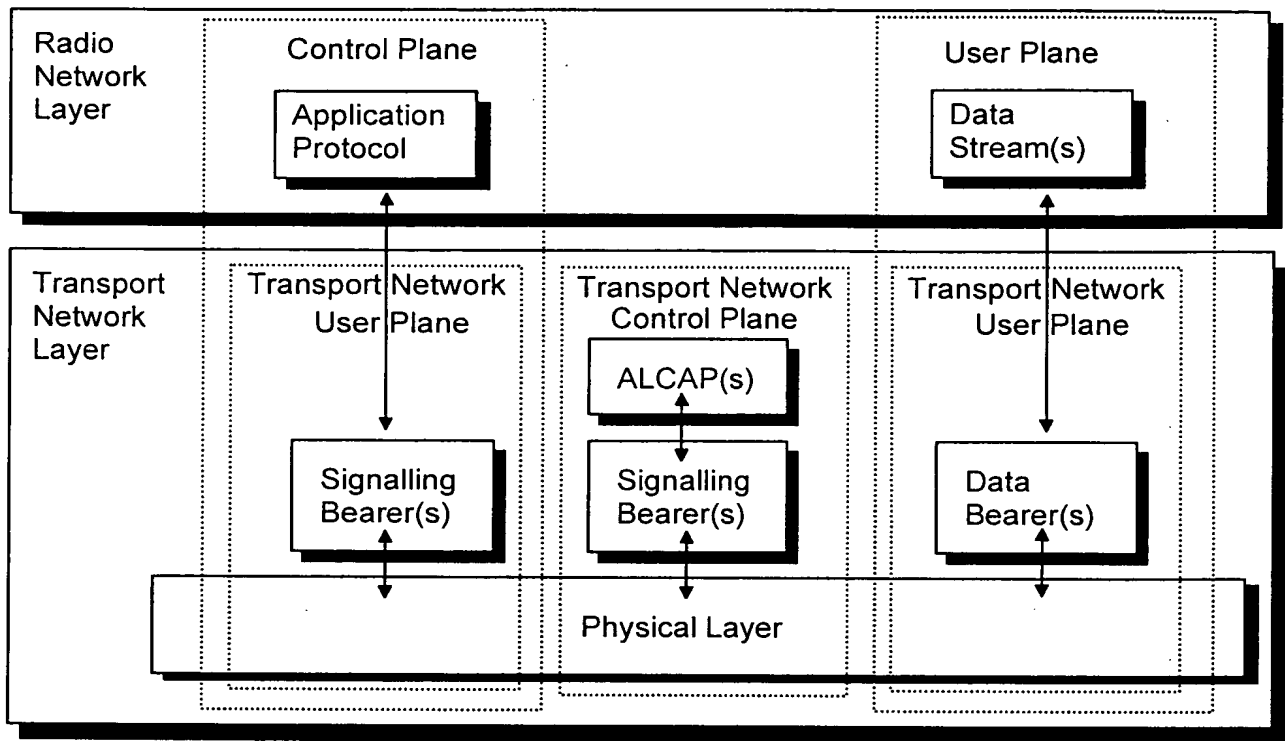 Radio
Network
Layer
Control Plane
User Plane
Application
Protocol
Data
Stream(s)
Transport
Network
Layer
Transport Network
User Plane
Transport Network
Control Plane
Transport Network
User Plane
ALCAP(s)
Signalling
Bearer(s)
Signalling
Bearer(s)
Data
Bearer(s)
Physical Layer